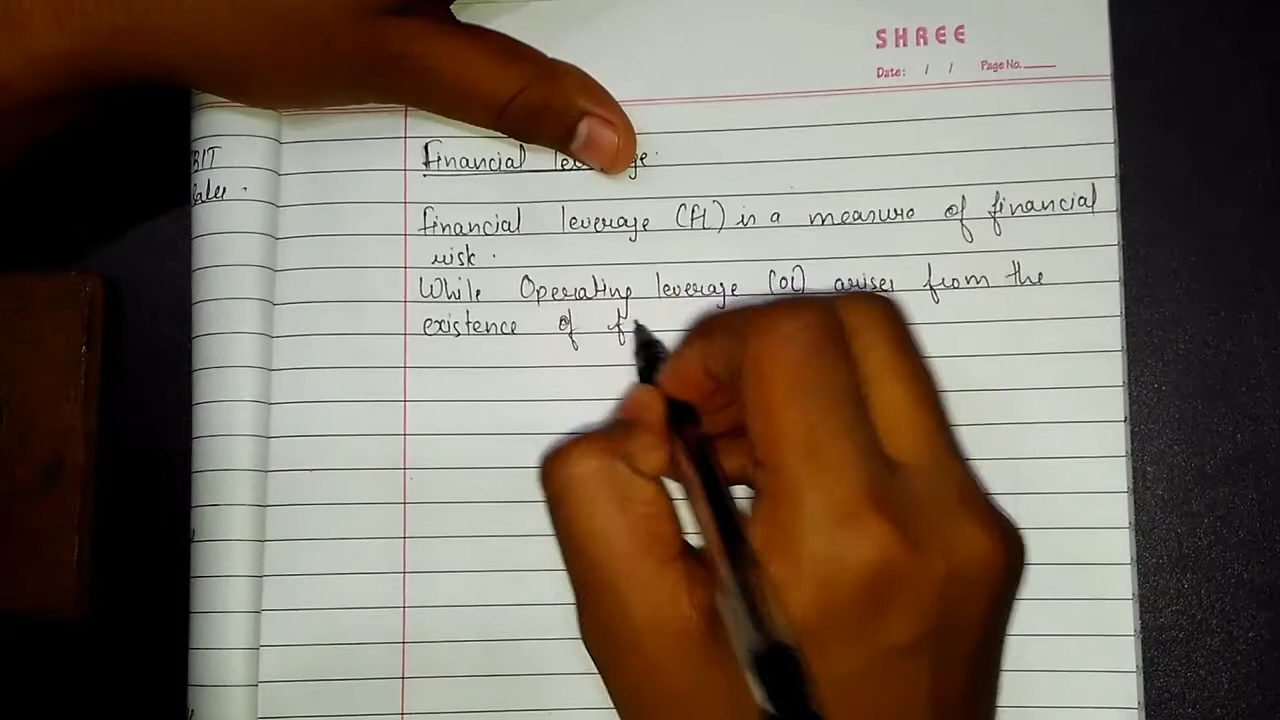 SHREE
Date: / / Page No.
Financial leverage.
Financial leverage (FL) is a measure of financial
risk.
While Operating leverage (OL) arises from the
existence of f